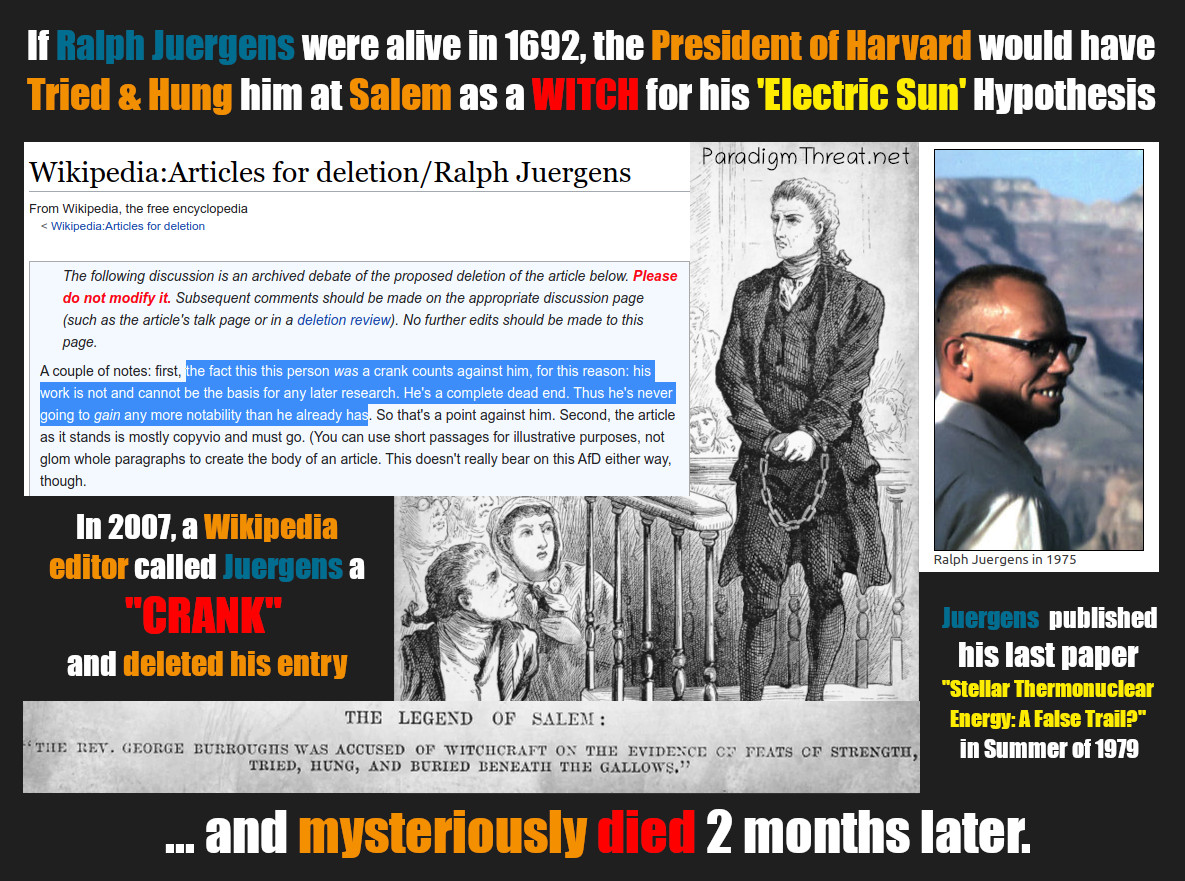 If Ralph Juergens were alive in 1692, the President of Harvard would have
Tried & Hung him at Salem as a WITCH for his 'Electric Sun' Hypothesis
Wikipedia:Articles for deletion/Ralph Juergens
From Wikipedia, the free encyclopedia
< Wikipedia:Articles for deletion
The following discussion is an archived debate of the proposed deletion of the article below. Please
do not modify it. Subsequent comments should be made on the appropriate discussion page
(such as the article's talk page or in a deletion review). No further edits should be made to this
page.
A couple of notes: first, the fact this this person was a crank counts against him, for this reason: his
work is not and cannot be the basis for any later research. He's a complete dead end. Thus he's never
going to gain any more notability than he already has. So that's a point against him. Second, the article
as it stands is mostly copyvio and must go. (You can use short passages for illustrative purposes, not
glom whole paragraphs to create the body of an article. This doesn't really bear on this AfD either way,
though.
ParadigmThreat.net
Ralph Juergens in 1975
In 2007, a Wikipedia
editor called Juergens a
"CRANK"
and deleted his entry
Juergens published
his last paper
"Stellar Thermonuclear
Energy: A False Trail?"
in Summer of 1979
THE LEGEND OF SALEM:
"THE REV. GEORGE BURROUGHS WAS ACCUSED OF WITCHCRAFT ON THE EVIDENCE OF FEATS OF STRENGTH,
TRIED, HUNG, AND BURIED BENEATH THE GALLOWS."
... and mysteriously died 2 months later.